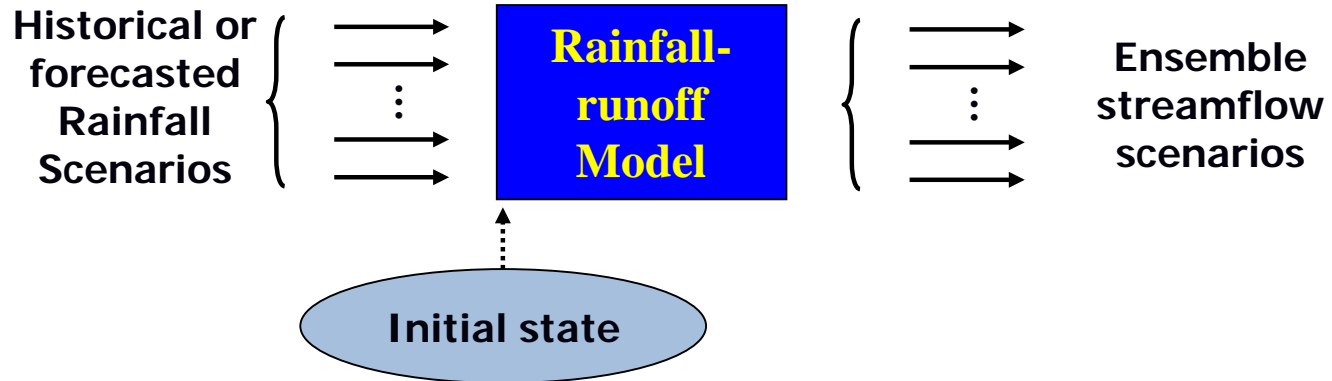 Historical or
forecasted
Rainfall
Scenarios
Rainfall-
runoff
Model
Ensemble
streamflow
scenarios
Initial state